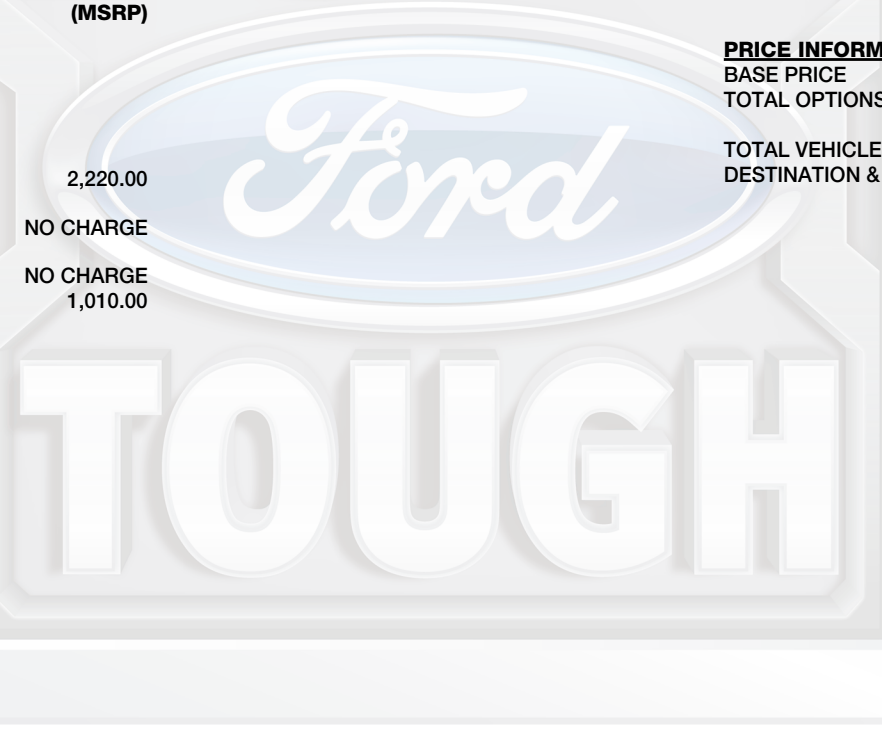 (MSRP)
2,220.00
NO CHARGE
NO CHARGE
1,010.00
PRICE INFORM
BASE PRICE
TOTAL OPTIONS
TOTAL VEHICLE
DESTINATION &
Ford
TOUGH